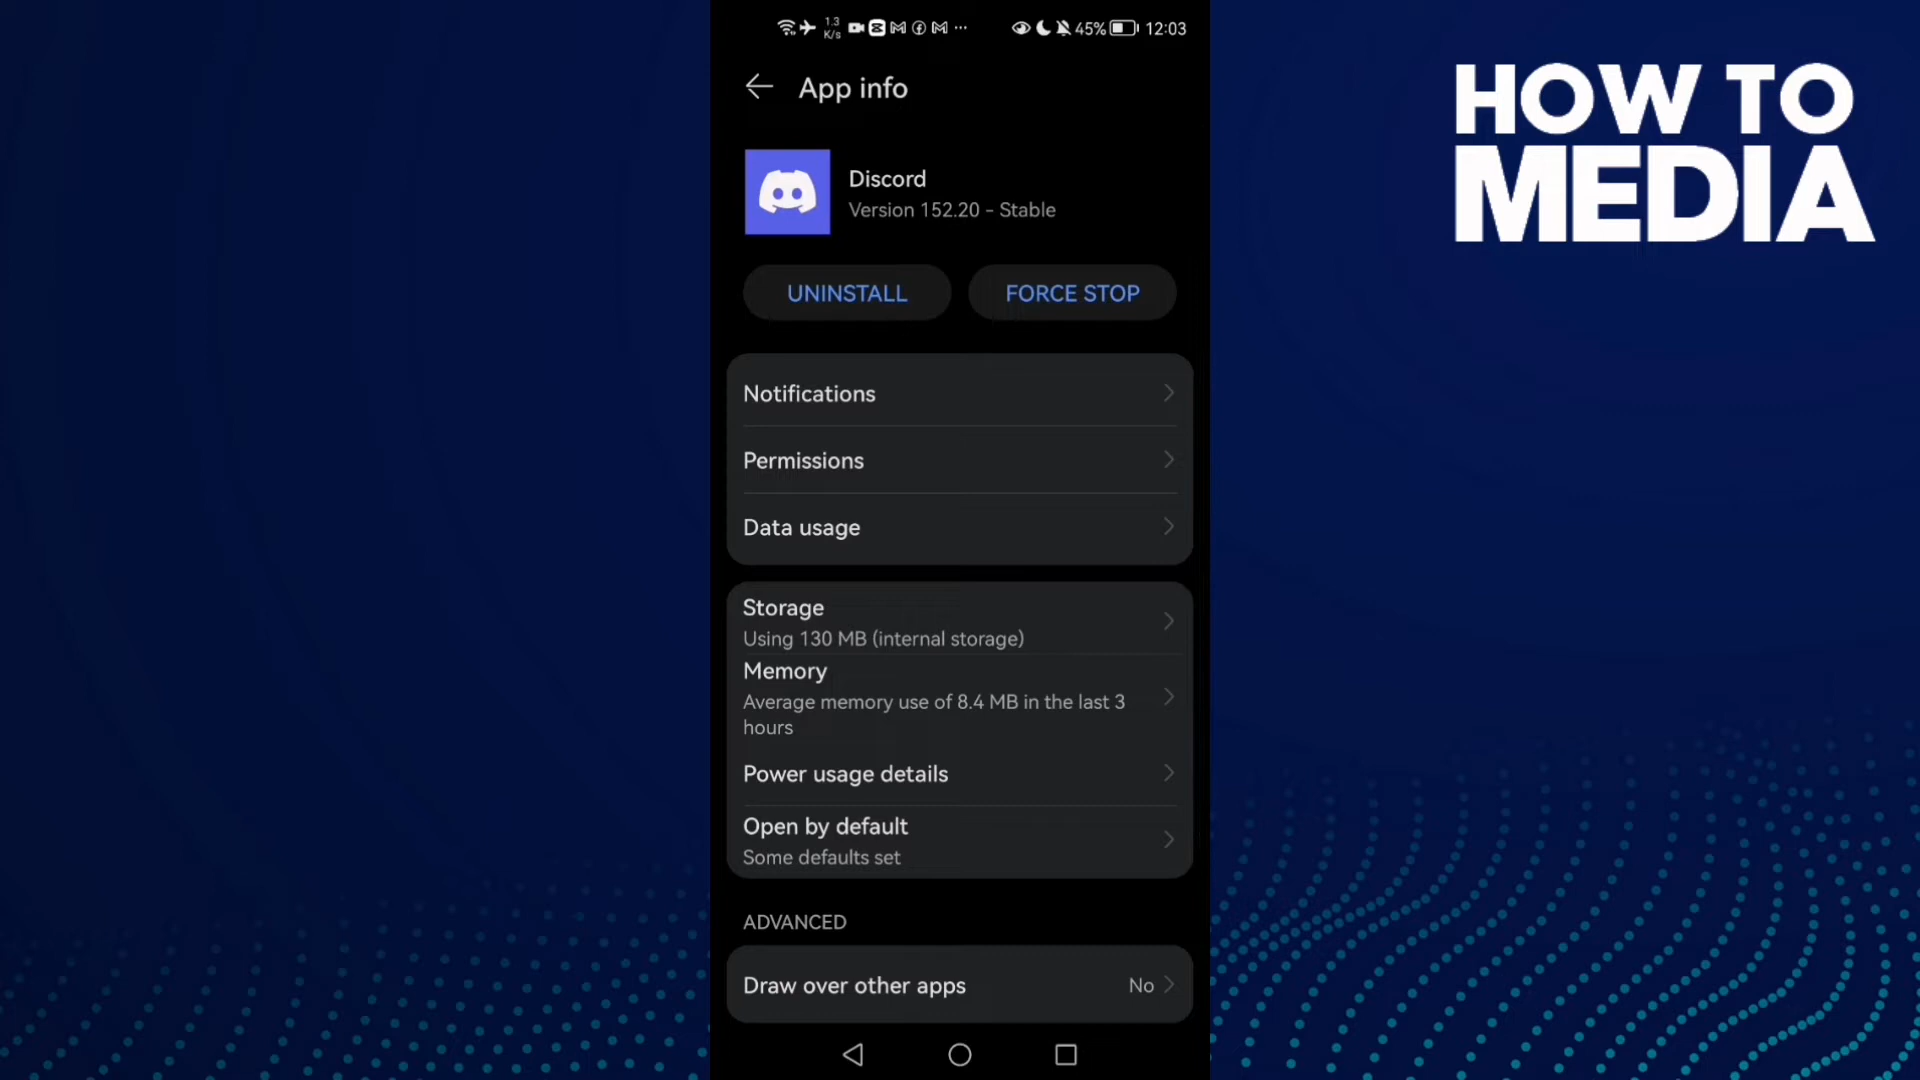 1.3
K/s
45%
12:03
App info
HOW TO
MEDIA
Discord
Version 152.20 - Stable
UNINSTALL
FORCE STOP
Notifications
Permissions
Data usage
Storage
Using 130 MB (internal storage)
Memory
Average memory use of 8.4 MB in the last 3
hours
Power usage details
Open by default
Some defaults set
ADVANCED
Draw over other apps
No